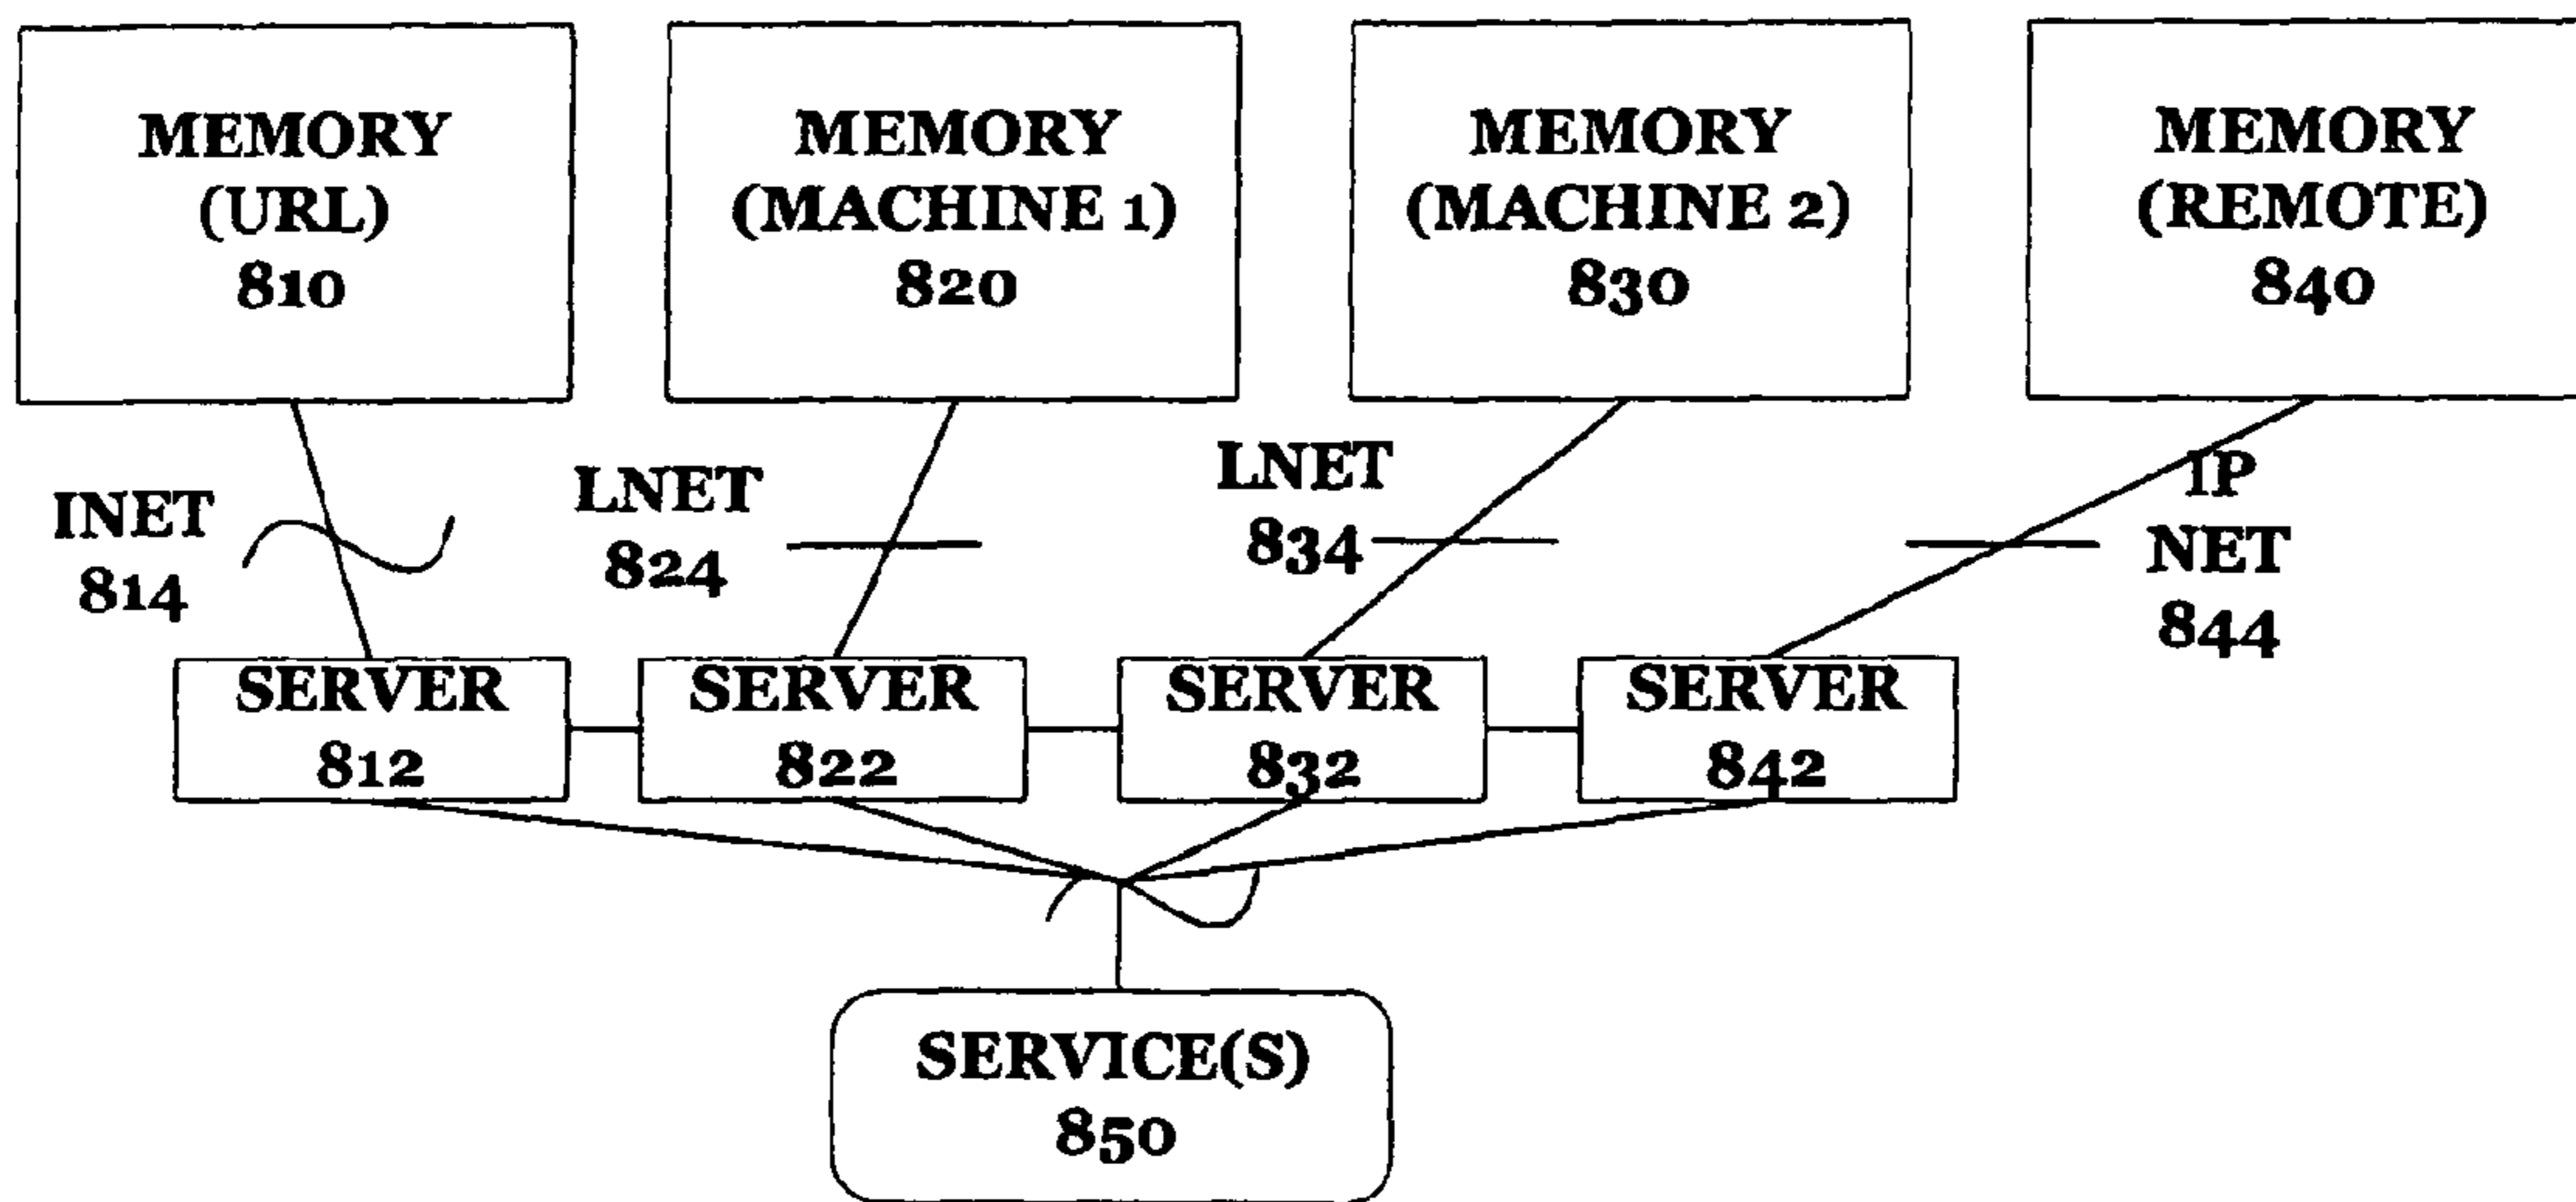 MEMORY
(URL)
810
MEMORY
(MACHINE 1)
820
MEMORY
(MACHINE 2)
830
MEMORY
(REMOTE)
840
INET
814
LNET
824
LNET
834
IP
NET
844
SERVER
812
SERVER
822
SERVER
832
SERVER
842
SERVICE(S)
850